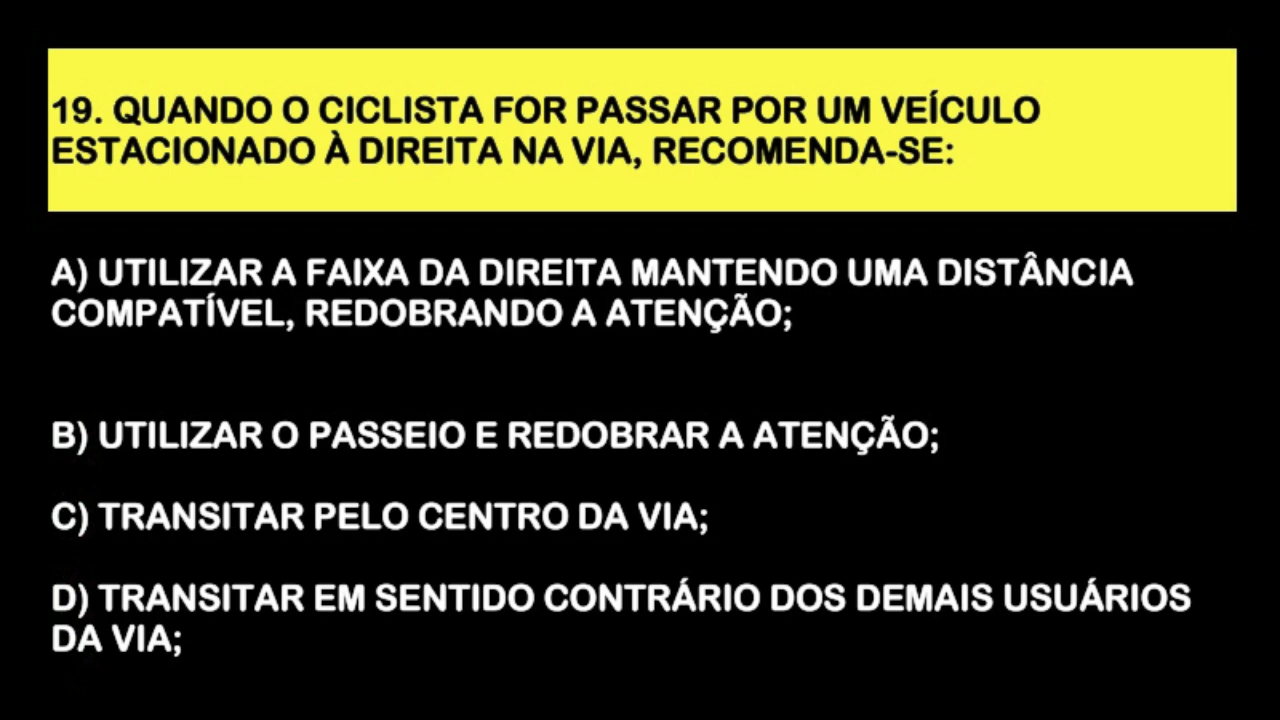 19. QUANDO O CICLISTA FOR PASSAR POR UM VEÍCULO
ESTACIONADO À DIREITA NA VIA, RECOMENDA-SE:
A) UTILIZAR A FAIXA DA DIREITA MANTENDO UMA DISTÂNCIA
COMPATÍVEL, REDOBRANDO A ATENÇÃO;
B) UTILIZAR O PASSEIO E REDOBRAR A ATENÇÃO;
C) TRANSITAR PELO CENTRO DA VIA;
D) TRANSITAR EM SENTIDO CONTRÁRIO DOS DEMAIS USUÁRIOS
DA VIA;